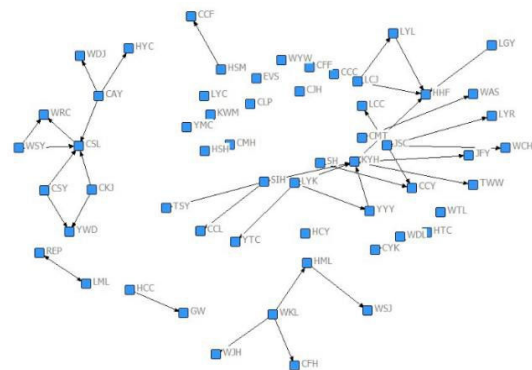 CCF
LYL
LGY
WDJ
HYC
WYW
CFF
HSM
CCC
LCJ
EVS
CJH
HHF
WAS
CAY
LYC
CLP
LCC
WRC
KWM
LYR
YMC
CMT
CMH
JSC
WSY
CSL
HSH
WCH
JFY
SH
KYH
SIH
LYK
TWW
CSY
CKJ
CCY
TSY
YYY
WTL
CCL
YWD
HCY
HTC
YTC
WDL
REP
CYK
HML
LML
HCC
GW
WKL
WSJ
WJH
CFH